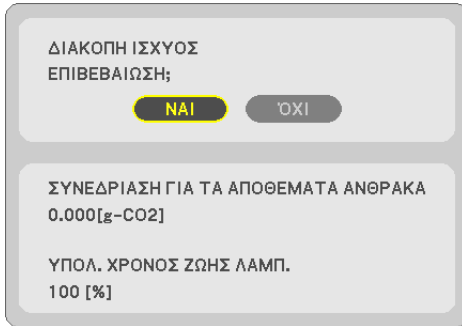 ΔΙΑΚΟΠΗ ΙΣΧΥΟΣ
ΕΠΙΒΕΒΑΙΩΣΗ;
ΝΑΙ ΌΧΙ
ΣΥΝΕΔΡΙΑΣΗ ΓΙΑ ΤΑ ΑΠΟΘΕΜΑΤΑ ΑΝΘΡΑΚΑ
0.000[g-CO2]
ΥΠΟΛ. ΧΡΟΝΟΣ ΖΩΗΣ ΛΑΜΠ.
100 [%]